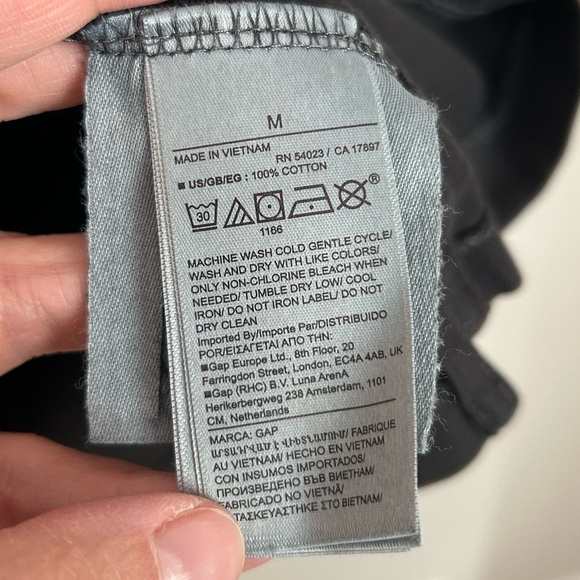 M
MADE IN VIETNAM RN 54023 / CA 17897
■ US/GB/EG : 100% COTTON
30 ®
1166
MACHINE WASH COLD GENTLE CYCLE/
WASH AND DRY WITH LIKE COLORS/
ONLY NON-CHLORINE BLEACH WHEN
NEEDED/ TUMBLE DRY LOW/ COOL
IRON/ DO NOT IRON LABEL/ DO NOT
DRY CLEAN
Imported By/Importe Par/DISTRIBUIDO
POR/ΕΙΣΑΓΕΤΑΙ ΑΠΟ ΤΗΝ:
■Gap Europe Ltd., 8th Floor, 20
Farringdon Street, London, EC4A 4AB, UK
■Gap (RHC) B.V. Luna ArenA
Herikerbergweg 238 Amsterdam, 1101
CM, Netherlands
MARCA: GAP
ԱՐՏԱԴՐՎԱԾ Է ՎԻԵՏՆԱՄՈՒՄ/ FABRIQUE
AU VIETNAM/ HECHO EN VIETNAM
CON INSUMOS IMPORTADOS/
ПРОИЗВЕДЕНО ВЬЕТНАМ/
FABRICADO NO VIETNÃ/
ΚΑΤΑΣΚΕΥΑΣΤΗΚΕ ΣΤΟ ΒΙΕΤΝΑΜ/